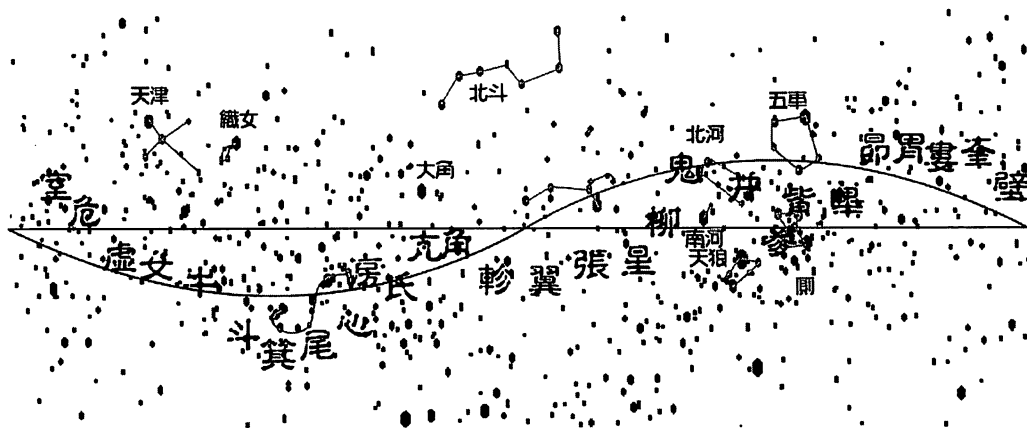 北斗
天津
五車
織女
北河
昴胃婁奎
大角
鬼
井
畢
觜
壁
室
危
柳
參
南河
天狼
亢角
虚女牛
房
氐
軫翼張星
斗箕尾心